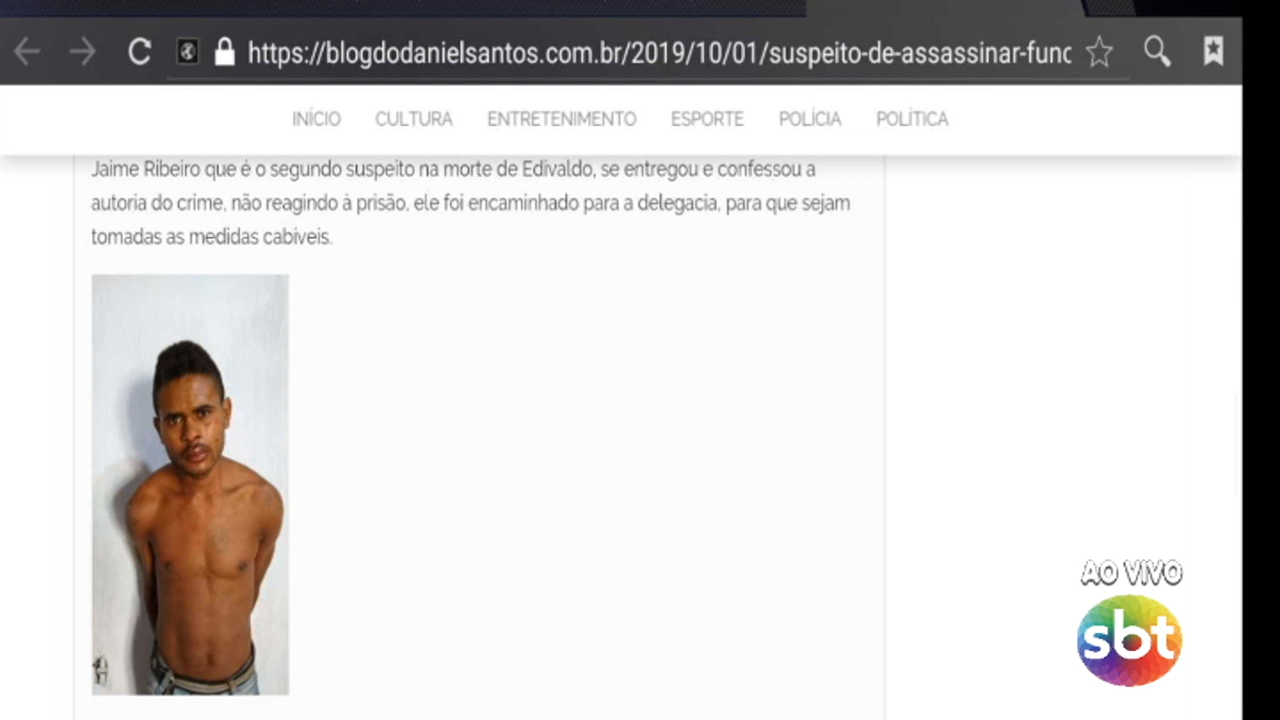 https://blogdodanielsantos.com.br/2019/10/01/suspeito-de-assassinar-func
INÍCIO CULTURA ENTRETENIMENTO ESPORTE POLÍCIA POLÍTICA
Jaime Ribeiro que é o segundo suspeito na morte de Edivaldo, se entregou e confessou a
autoria do crime, não reagindo à prisão, ele foi encaminhado para a delegacia, para que sejam
tomadas as medidas cabiveis.
AO VIVO
sbt